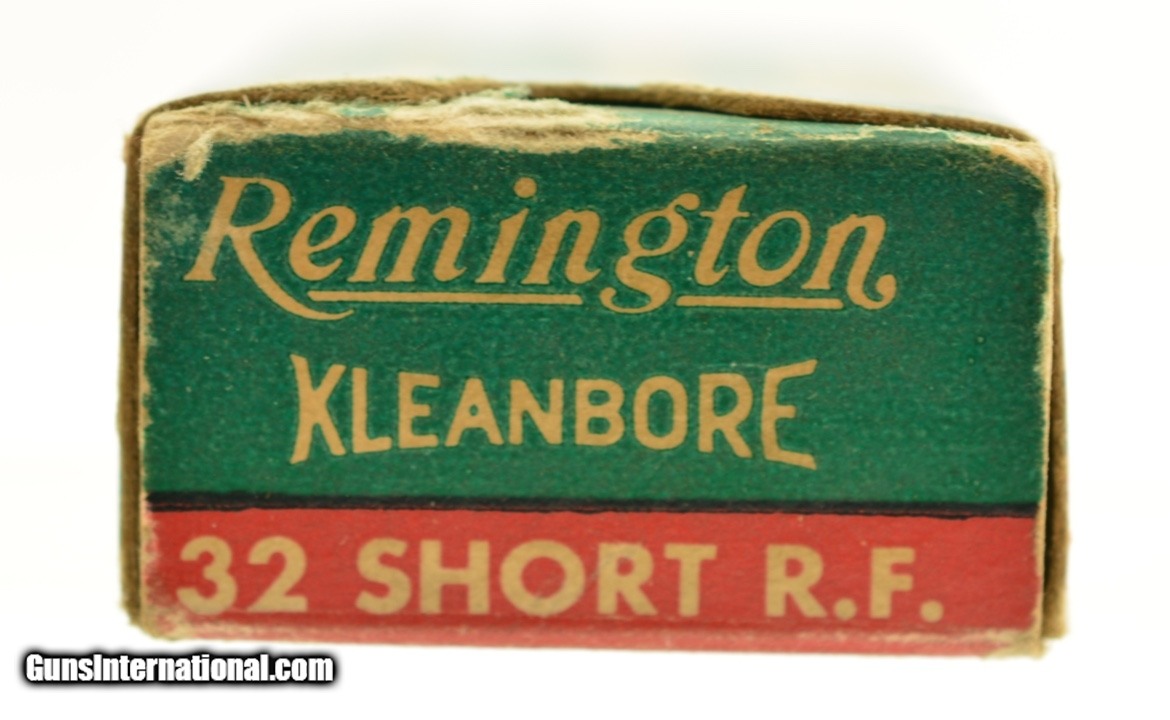 Remington
KLEANBORE
32 SHORT R.F.
GunsInternational.com